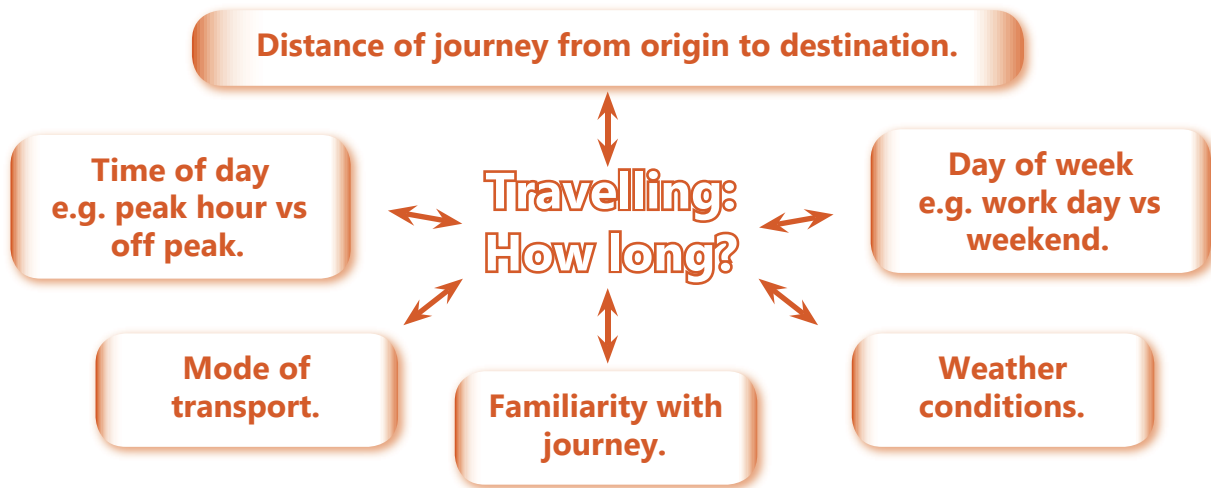 Distance of journey from origin to destination.
Time of day
e.g. peak hour vs
off peak.
Travelling:
How long?
Day of week
e.g. work day vs
weekend.
Mode of
transport.
Familiarity with
journey.
Weather
conditions.